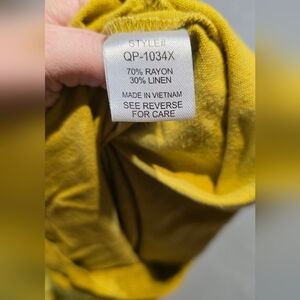 STYLE#
QP-1034X
70% RAYON
30% LINEN
MADE IN VIETNAM
SEE REVERSE
FOR CARE